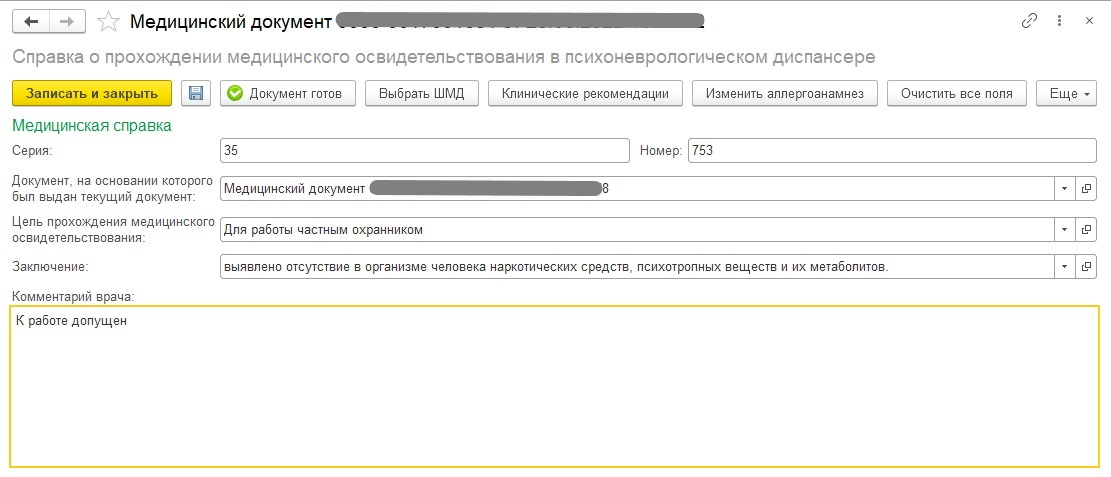 Медицинский документ
Справка о прохождении медицинского освидетельствования в психоневрологическом диспансере
Записать и закрыть Документ готов Выбрать ШМД Клинические рекомендации Изменить аллергоанамнез Очистить все поля Еще
Медицинская справка
Серия: 35 Номер: 753
Документ, на основании которого
был выдан текущий документ: Медицинский документ 8
Цель прохождения медицинского
освидетельствования: Для работы частным охранником
Заключение: выявлено отсутствие в организме человека наркотических средств, психотропных веществ и их метаболитов.
Комментарий врача:
К работе допущен